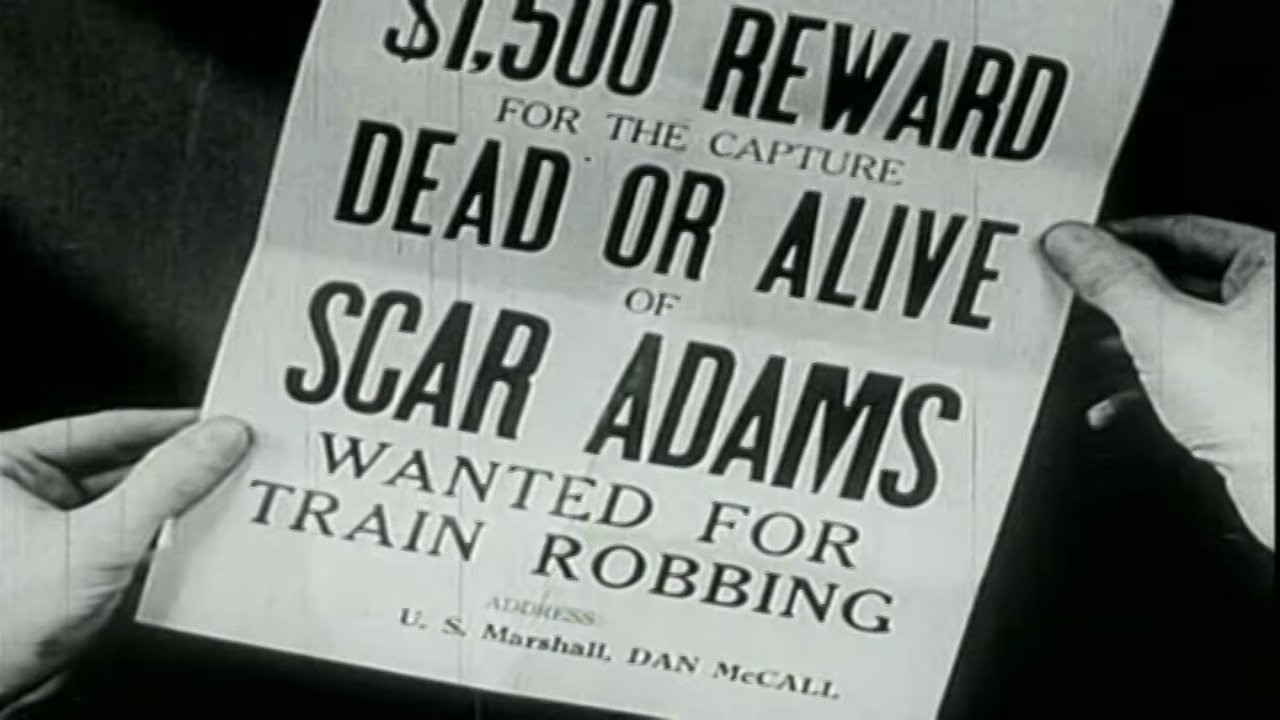 $1,500 REWARD
FOR THE CAPTURE
DEAD OR ALIVE
OF
SCAR ADAMS
WANTED FOR
TRAIN ROBBING
ADDRESS
U. S. Marshall, DAN McCALL